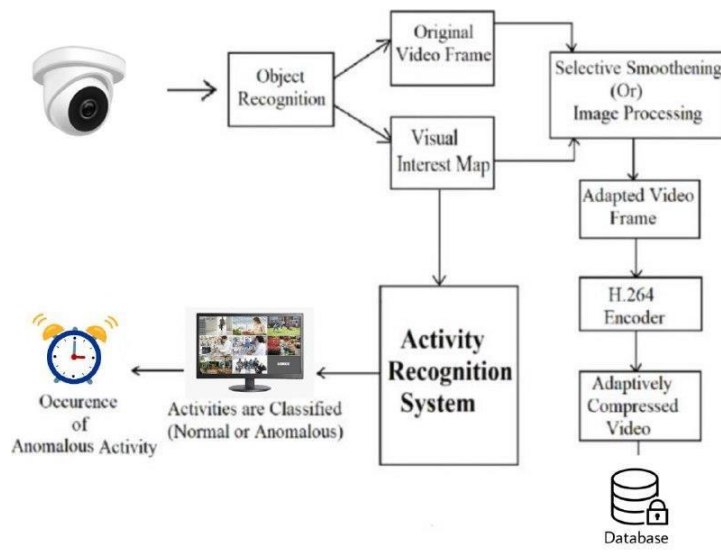 Object
Recognition
Original
Video Frame
Visual
Interest Map
Selective Smoothening
(Or)
Image Processing
Adapted Video
Frame
H.264
Encoder
Adaptively
Compressed
Video
Database
Activity
Recognition
System
Activities are Classified
(Normal or Anomalous)
Occurence
of
Anomalous Activity